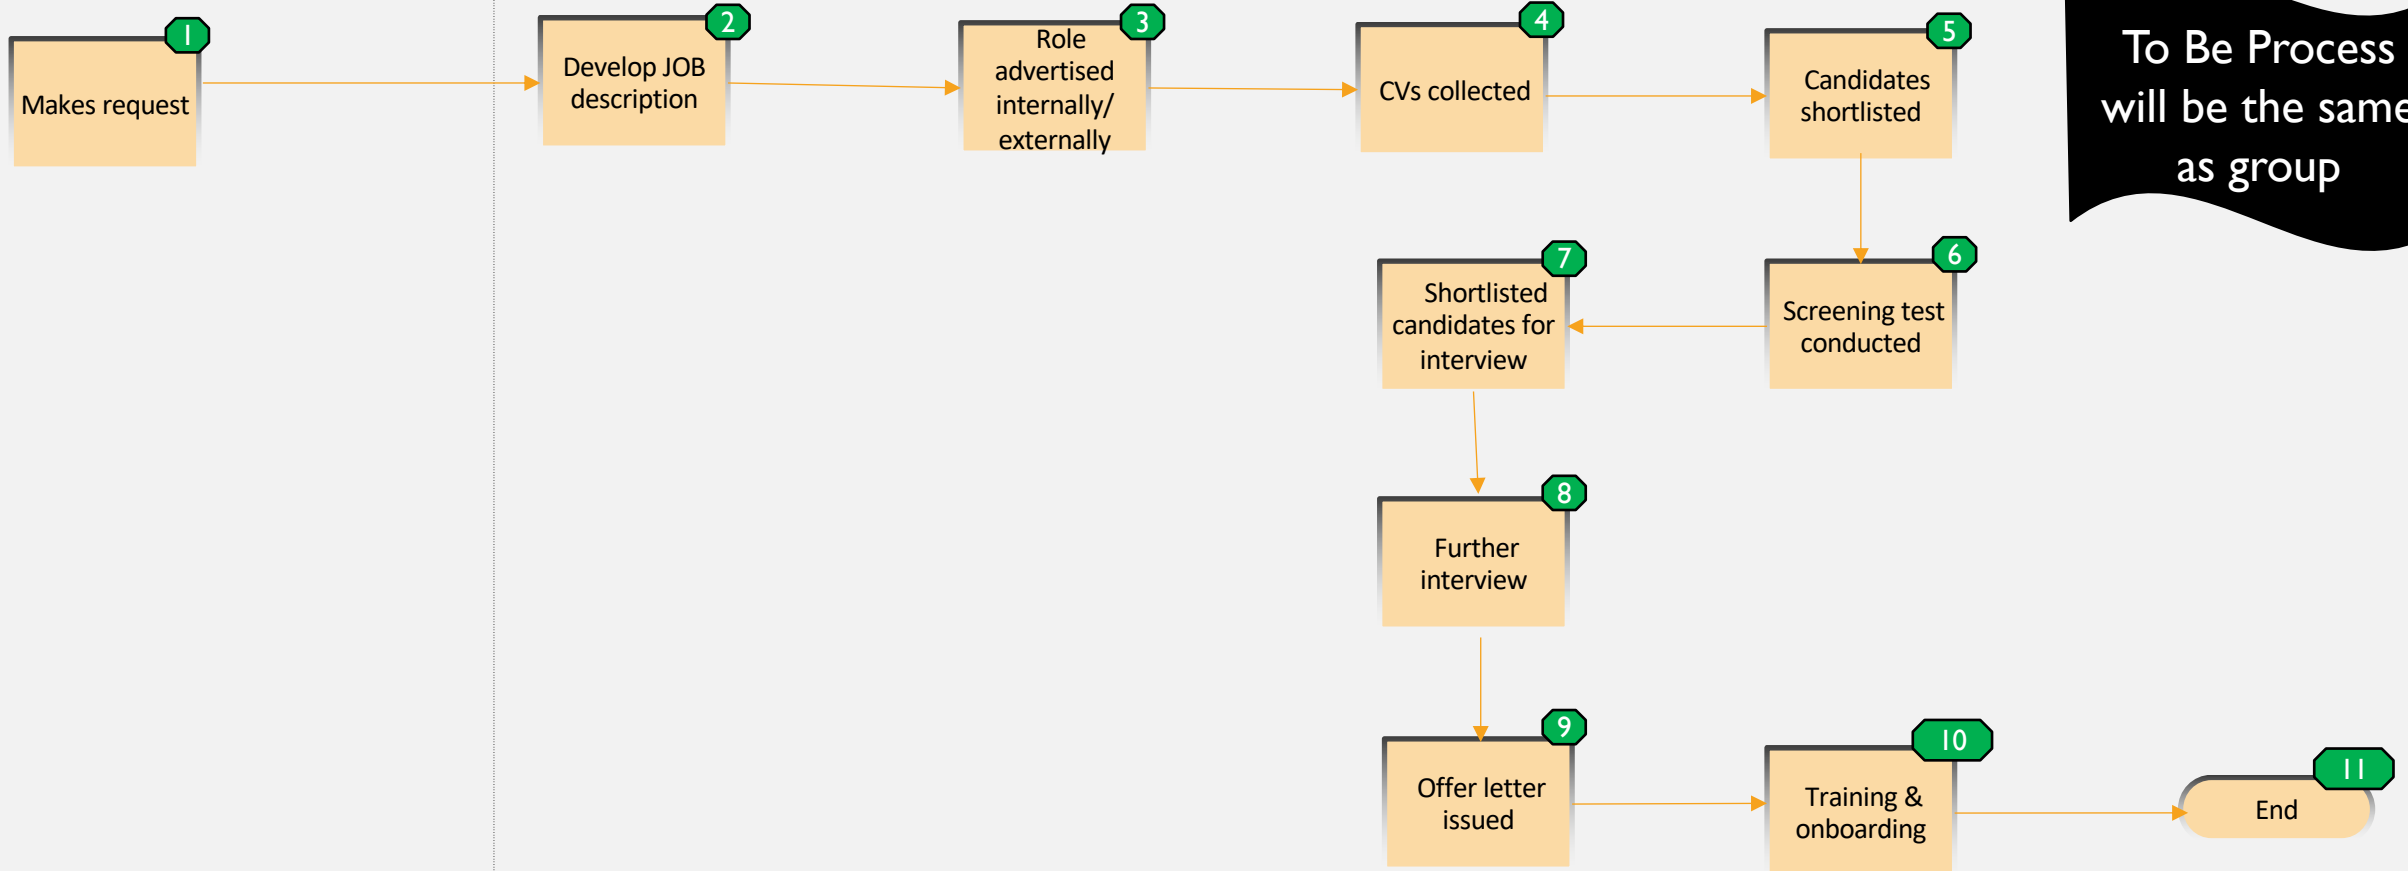 1
Makes request
2
Develop JOB
description
3
Role
advertised
internally/
externally
4
CVs collected
5
Candidates
shortlisted
To Be Process
will be the same
as group
6
Screening test
conducted
7
Shortlisted
candidates for
interview
8
Further
interview
9
Offer letter
issued
10
Training &
onboarding
11
End